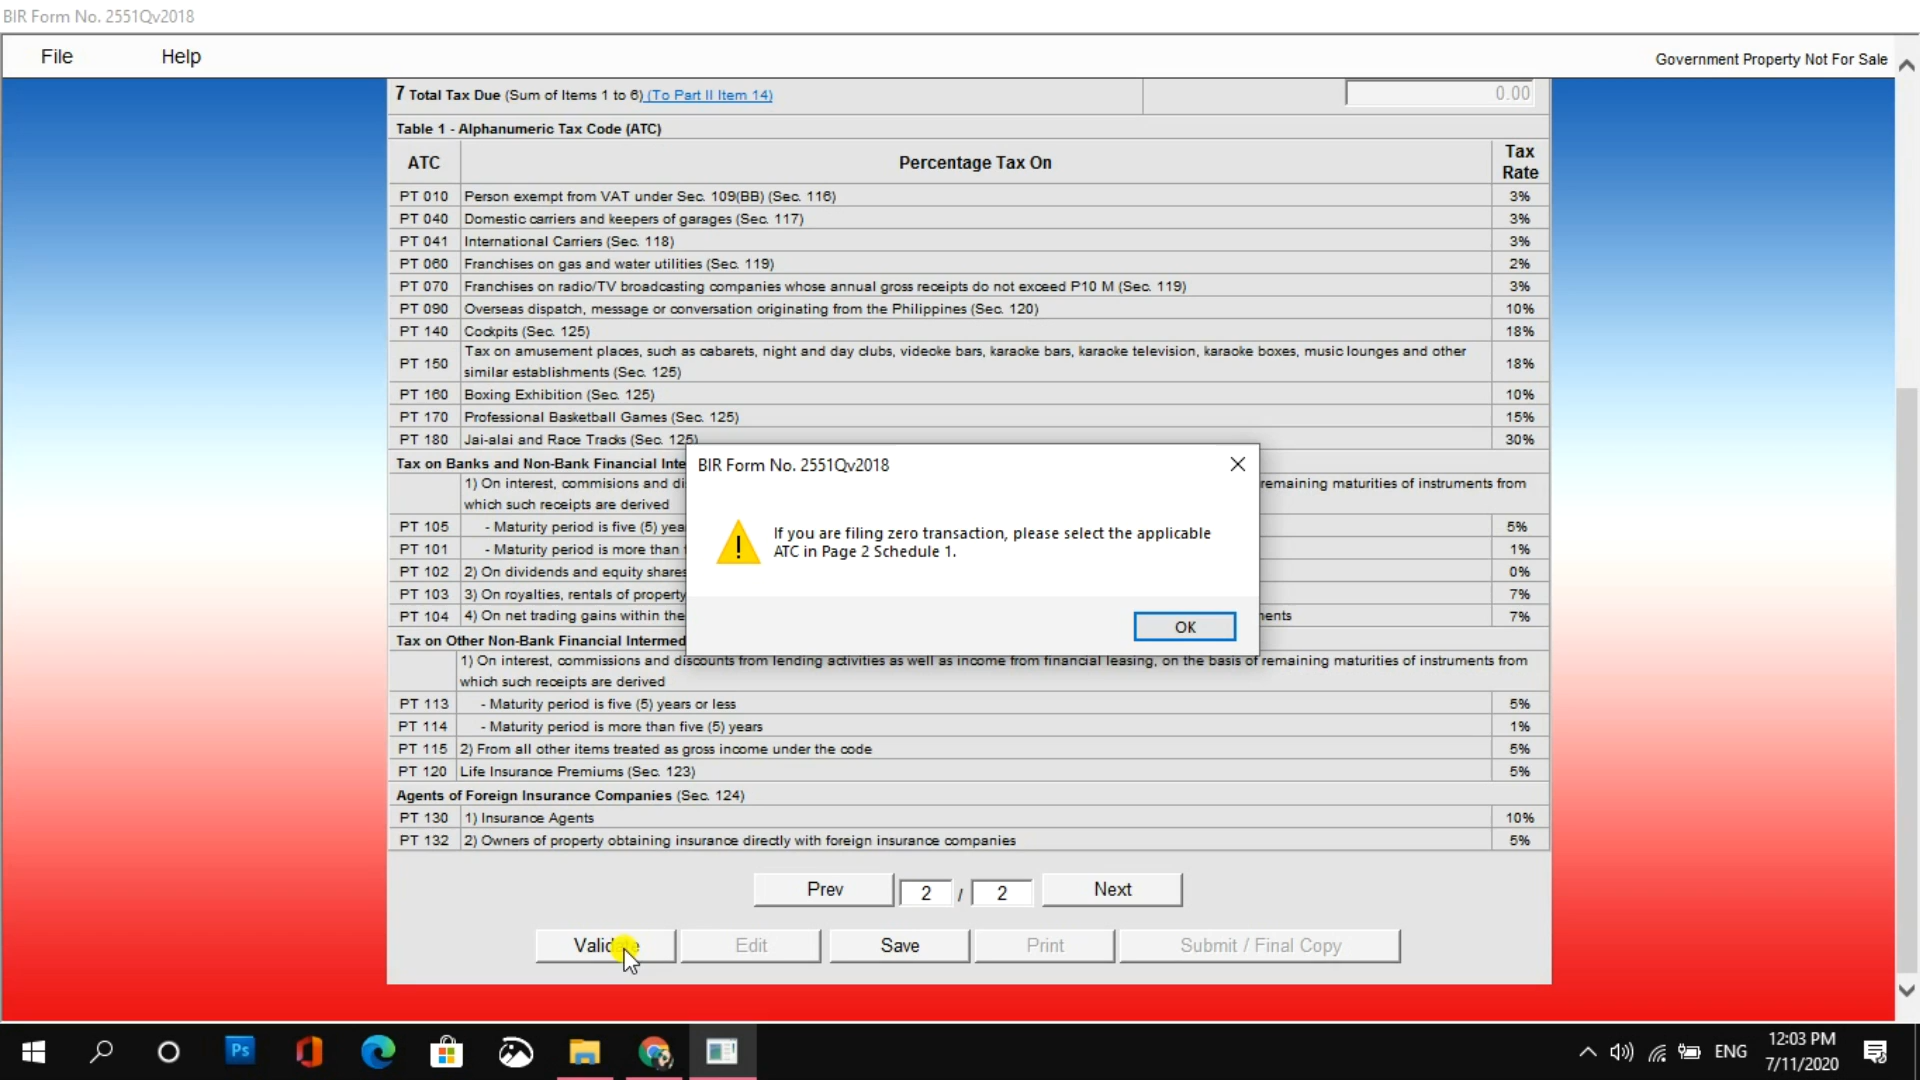 BIR Form No. 2551Qv2018
File Help Government Property Not For Sale
7 Total Tax Due (Sum of Items 1 to 6) (To Part II Item 14) 0.00
Table 1 - Alphanumeric Tax Code (ATC)
ATC Percentage Tax On Tax Rate
PT 010 Person exempt from VAT under Sec. 109(BB) (Sec. 116) 3%
PT 040 Domestic carriers and keepers of garages (Sec. 117) 3%
PT 041 International Carriers (Sec. 118) 3%
PT 060 Franchises on gas and water utilities (Sec. 119) 2%
PT 070 Franchises on radio/TV broadcasting companies whose annual gross receipts do not exceed P10 M (Sec. 119) 3%
PT 090 Overseas dispatch, message or conversation originating from the Philippines (Sec. 120) 10%
PT 140 Cockpits (Sec. 125) 18%
PT 150 Tax on amusement places, such as cabarets, night and day clubs, videoke bars, karaoke bars, karaoke television, karaoke boxes, music lounges and other
similar establishments (Sec. 125) 18%
PT 160 Boxing Exhibition (Sec. 125) 10%
PT 170 Professional Basketball Games (Sec. 125) 15%
PT 180 Jai-alai and Race Tracks (Sec. 125) 30%
Tax on Banks and Non-Bank Financial Inte
1) On interest, commisions and di remaining maturities of instruments from
which such receipts are derived
PT 105 - Maturity period is five (5) yea 5%
PT 101 - Maturity period is more than 1%
PT 102 2) On dividends and equity shares 0%
PT 103 3) On royalties, rentals of property 7%
PT 104 4) On net trading gains within the ments 7%
BIR Form No. 2551Qv2018
If you are filing zero transaction, please select the applicable
ATC in Page 2 Schedule 1.
OK
Tax on Other Non-Bank Financial Intermed
1) On interest, commissions and discounts from lending activities as well as income from financial leasing, on the basis of remaining maturities of instruments from
which such receipts are derived
PT 113 - Maturity period is five (5) years or less 5%
PT 114 - Maturity period is more than five (5) years 1%
PT 115 2) From all other items treated as gross income under the code 5%
PT 120 Life Insurance Premiums (Sec. 123) 5%
Agents of Foreign Insurance Companies (Sec. 124)
PT 130 1) Insurance Agents 10%
PT 132 2) Owners of property obtaining insurance directly with foreign insurance companies 5%
Prev 2 / 2 Next
Validate Edit Save Print Submit / Final Copy
Ps
ENG
12:03 PM
7/11/2020